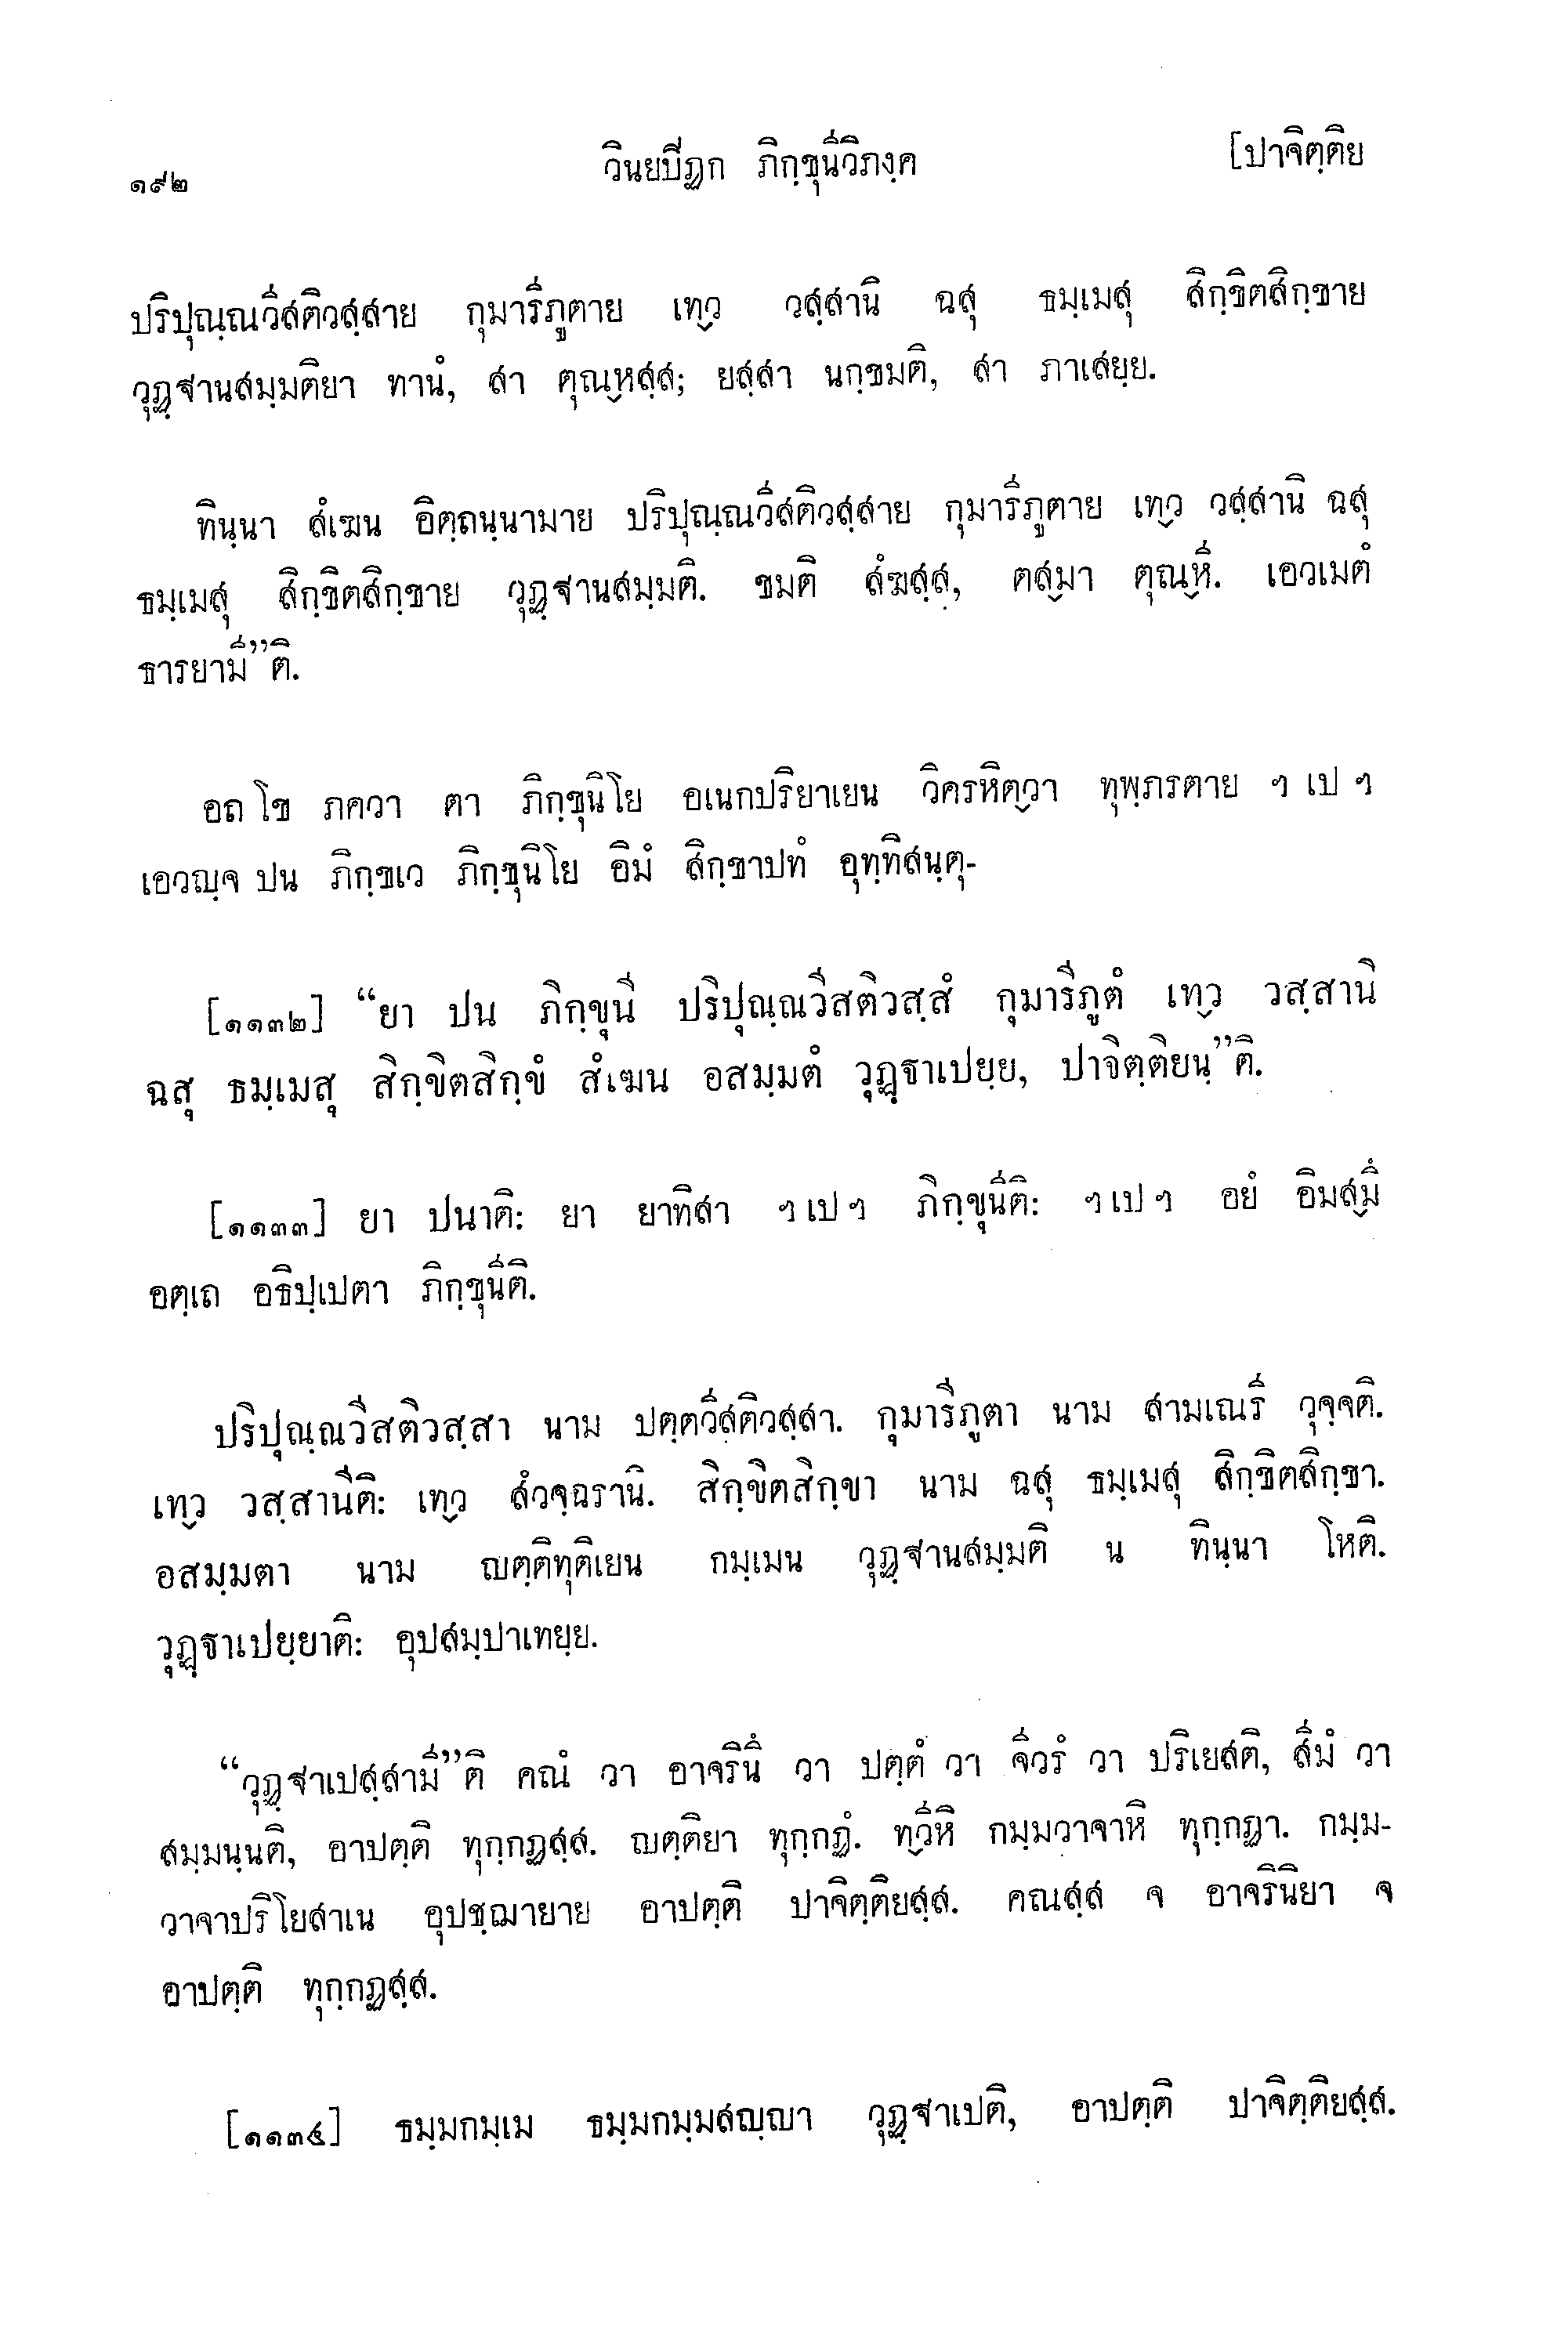 ๑๙๒ วินยปีฏก ภิกฺขุนีวิภงฺค [ปาจิตฺติย
ปริปุณฺณวีสติวสฺสาย กุมารีภูตาย เทฺว วสฺสานิ ฉสุ ธมฺเมสุ สิกฺขิตสิกฺขาย
วุฏฺฐานสมฺมติยา ทานํ, สา ตุณฺหสฺส; ยสฺสา นกฺขมติ, สา ภาเสยฺย.
ทินฺนา สํเฆน อิตฺถนฺนามาย ปริปุณฺณวีสติวสฺสาย กุมารีภูตาย เทฺว วสฺสานิ ฉสุ
ธมฺเมสุ สิกฺขิตสิกฺขาย วุฏฺฐานสมฺมติ. ขมติ สํฆสฺส, ตสฺมา ตุณฺหี. เอวเมตํ
ธารยามี”ติ.
อถ โข ภควา ตา ภิกฺขุนิโย อเนกปริยาเยน วิครหิตฺวา ทุพฺภรตาย ฯ เป ฯ
เอวญฺจ ปน ภิกฺขเว ภิกฺขุนิโย อิมํ สิกฺขาปทํ อุทฺทิสนฺตุ-
[๑๑๓๒] “ยา ปน ภิกฺขุนี ปริปุณฺณวีสติวสฺสํ กุมารีภูตํ เทฺว วสฺสานิ
ฉสุ ธมฺเมสุ สิกฺขิตสิกฺขํ สํเฆน อสมฺมตํ วุฏฺฐาเปยฺย, ปาจิตฺติยนฺ”ติ.
[๑๑๓๓] ยา ปนาติ: ยา ยาทิสา ฯ เป ฯ ภิกฺขุนีติ: ฯ เป ฯ อยํ อิมสฺมึ
อตฺเถ อธิปฺเปตา ภิกฺขุนีติ.
ปริปุณฺณวีสติวสฺสา นาม ปตฺตวีสติวสฺสา. กุมารีภูตา นาม สามเณรี วุจฺจติ.
เทฺว วสฺสานีติ: เทฺว สํวจฺฉรานิ. สิกฺขิตสิกฺขา นาม ฉสุ ธมฺเมสุ สิกฺขิตสิกฺขา.
อสมฺมตา นาม ญตฺติทุติเยน กมฺเมน วุฏฺฐานสมฺมติ น ทินฺนา โหติ.
วุฏฺฐาเปยฺยาติ: อุปสมฺปาเทยฺย.
“วุฏฺฐาเปสฺสามี”ติ คณํ วา อาจรินึ วา ปตฺตํ วา จีวรํ วา ปริเยสติ, สีมํ วา
สมฺมนฺนติ, อาปตฺติ ทุกฺกฏสฺส. ญตฺติยา ทุกฺกฏํ. ทฺวีหิ กมฺมวาจาหิ ทุกฺกฏา. กมฺม-
วาจาปริโยสาเน อุปชฺฌายาย อาปตฺติ ปาจิตฺติยสฺส. คณสฺส จ อาจรินิยา จ
อาปตฺติ ทุกฺกฏสฺส.
[๑๑๓๔] ธมฺมกมฺเม ธมฺมกมฺมสญฺญา วุฏฺฐาเปติ, อาปตฺติ ปาจิตฺติยสฺส.